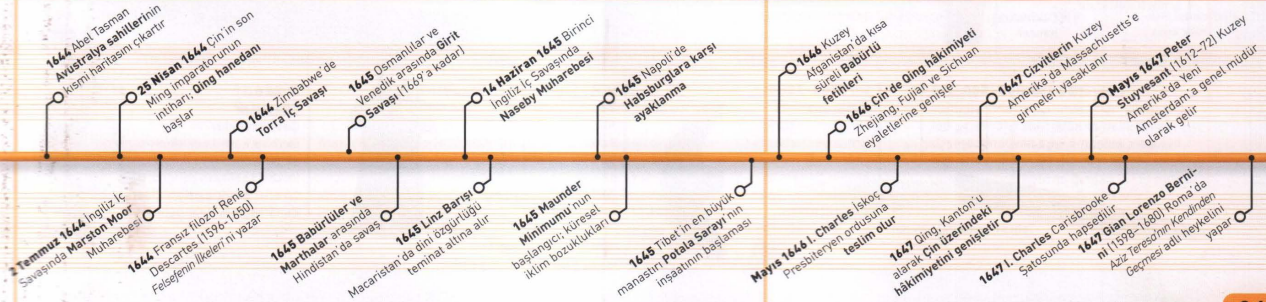 1644 Abel Tasman
Avustralya sahillerinin
kısmi haritasını çıkartır
25 Nisan 1644 Çin'in son
Ming imparatorunun
intiharı; Qing hanedanı
başlar
1644 Zimbabwe'de
Torra İç Savaşı
1645 Osmanlılar ve
Venedik arasında Girit
Savaşı (1669'a kadar)
14 Haziran 1645 Birinci
İngiliz İç Savaşında
Naseby Muharebesi
1645 Napoli'de
Habsburglara karşı
ayaklanma
1646 Kuzey
Afganistan'da kısa
süreli Babürlü
fetihleri
1646 Çin'de Qing hâkimiyeti
Zhejiang, Fujian ve Sichuan
eyaletlerine genişler
1647 Cizvitlerin Kuzey
Amerika'da Massachusetts'e
girmeleri yasaklanır
Mayıs 1647 Peter
Stuyvesant (1612–72) Kuzey
Amerika'da Yeni
Amsterdam'a genel müdür
olarak gelir
2 Temmuz 1644 İngiliz İç
Savaşında Marston Moor
Muharebesi
1644 Fransız filozof René
Descartes (1596-1650)
Felsefenin İlkeleri'ni yazar
1645 Babürlüler ve
Marthalar arasında
Hindistan'da savaş
1645 Linz Barışı
Macaristan'da dini özgürlüğü
teminat altına alır
1645 Maunder
Minimumu'nun
başlangıcı, küresel
iklim bozuklukları
1645 Tibet'in en büyük
manastırı Potala Sarayı'nın
inşaatının başlaması
Mayıs 1646 I. Charles İskoç
Presbiteryen ordusuna
teslim olur
1647 Qing, Kanton'u
alarak Çin üzerindeki
hâkimiyetini genişletir
1647 I. Charles Carisbrooke
Şatosunda hapsedilir
1647 Gian Lorenzo Berni-
ni (1598-1680) Roma'da
Azize Teresa'nın Kendinden
Geçmesi adlı heykelini
yapar